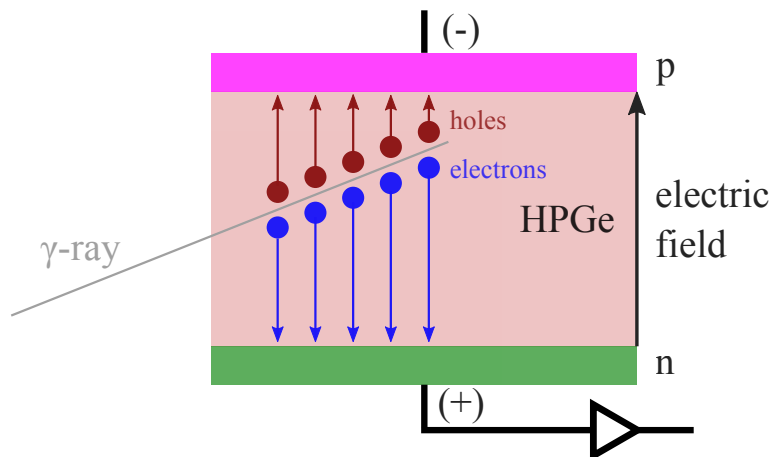 (-)
p
holes
electrons
HPGe
electric
field
γ-ray
n
(+)